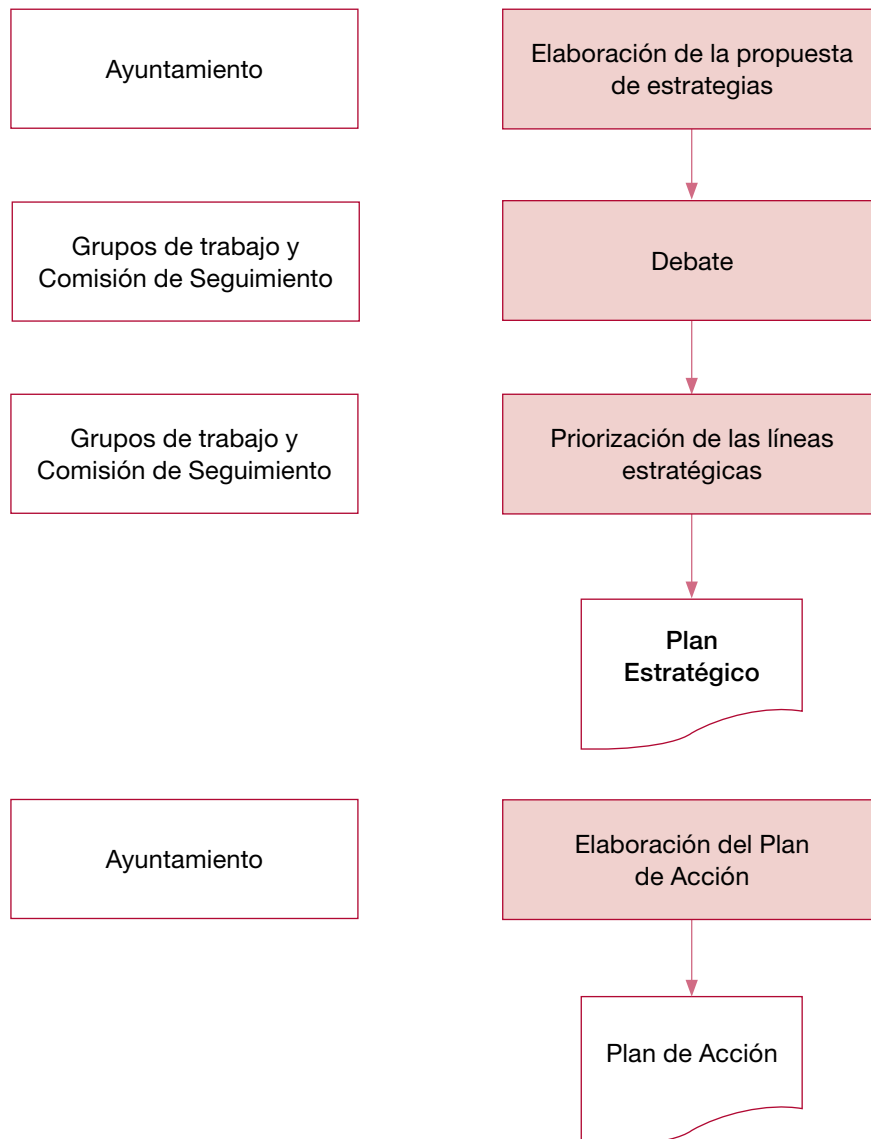 Ayuntamiento
Elaboración de la propuesta
de estrategias
Grupos de trabajo y
Comisión de Seguimiento
Debate
Grupos de trabajo y
Comisión de Seguimiento
Priorización de las líneas
estratégicas
Plan
Estratégico
Ayuntamiento
Elaboración del Plan
de Acción
Plan de Acción